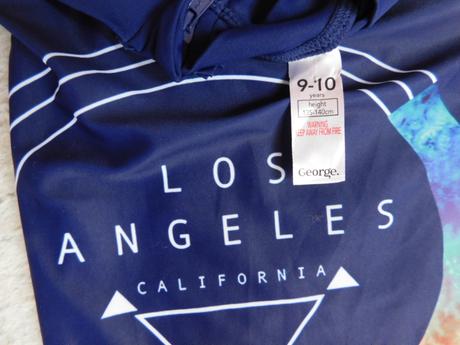 9-10
years
height
135-140cm
WARNING
KEEP AWAY FROM FIRE
George.
LOS
ANGELES
CALIFORNIA